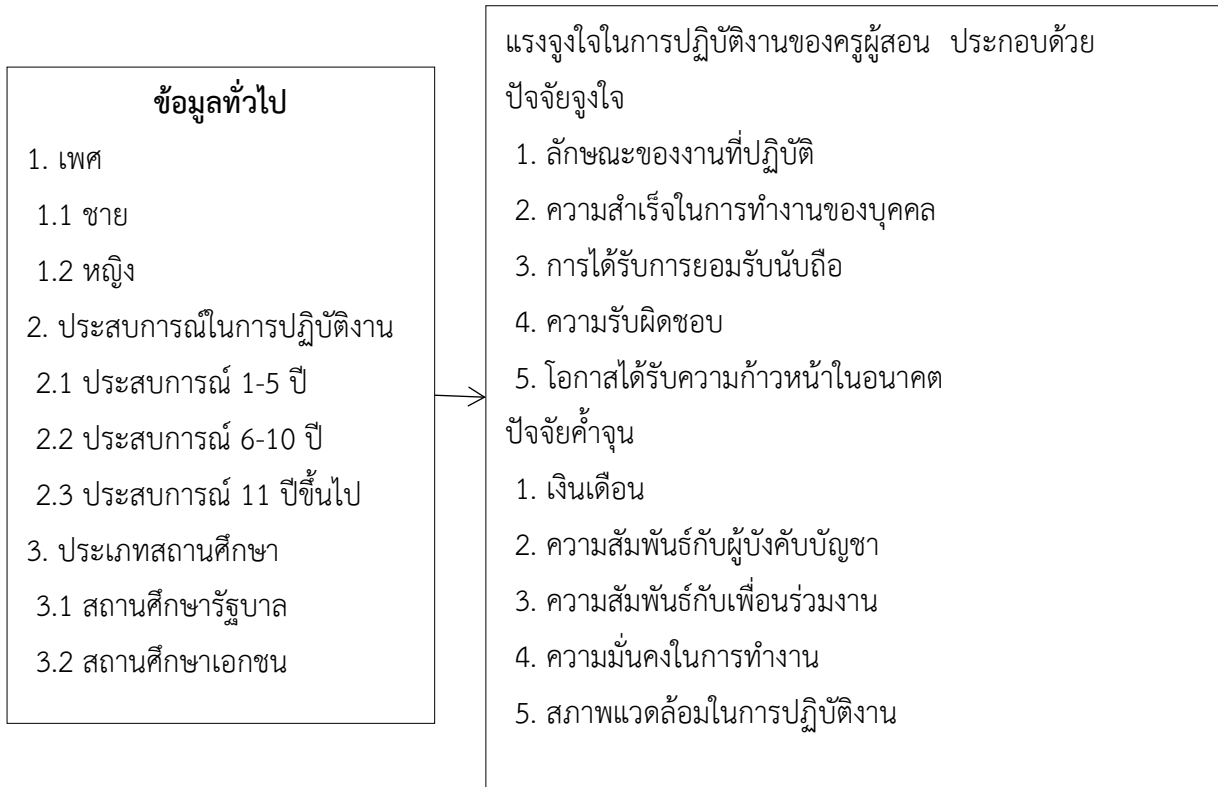 ข้อมูลทั่วไป
1. เพศ
1.1 ชาย
1.2 หญิง
2. ประสบการณ์ในการปฏิบัติงาน
2.1 ประสบการณ์ 1-5 ปี
2.2 ประสบการณ์ 6-10 ปี
2.3 ประสบการณ์ 11 ปีขึ้นไป
3. ประเภทสถานศึกษา
3.1 สถานศึกษารัฐบาล
3.2 สถานศึกษาเอกชน
แรงจูงใจในการปฏิบัติงานของครูผู้สอน ประกอบด้วย
ปัจจัยจูงใจ
1. ลักษณะของงานที่ปฏิบัติ
2. ความสำเร็จในการทำงานของบุคคล
3. การได้รับการยอมรับนับถือ
4. ความรับผิดชอบ
5. โอกาสได้รับความก้าวหน้าในอนาคต
ปัจจัยค้ำจุน
1. เงินเดือน
2. ความสัมพันธ์กับผู้บังคับบัญชา
3. ความสัมพันธ์กับเพื่อนร่วมงาน
4. ความมั่นคงในการทำงาน
5. สภาพแวดล้อมในการปฏิบัติงาน